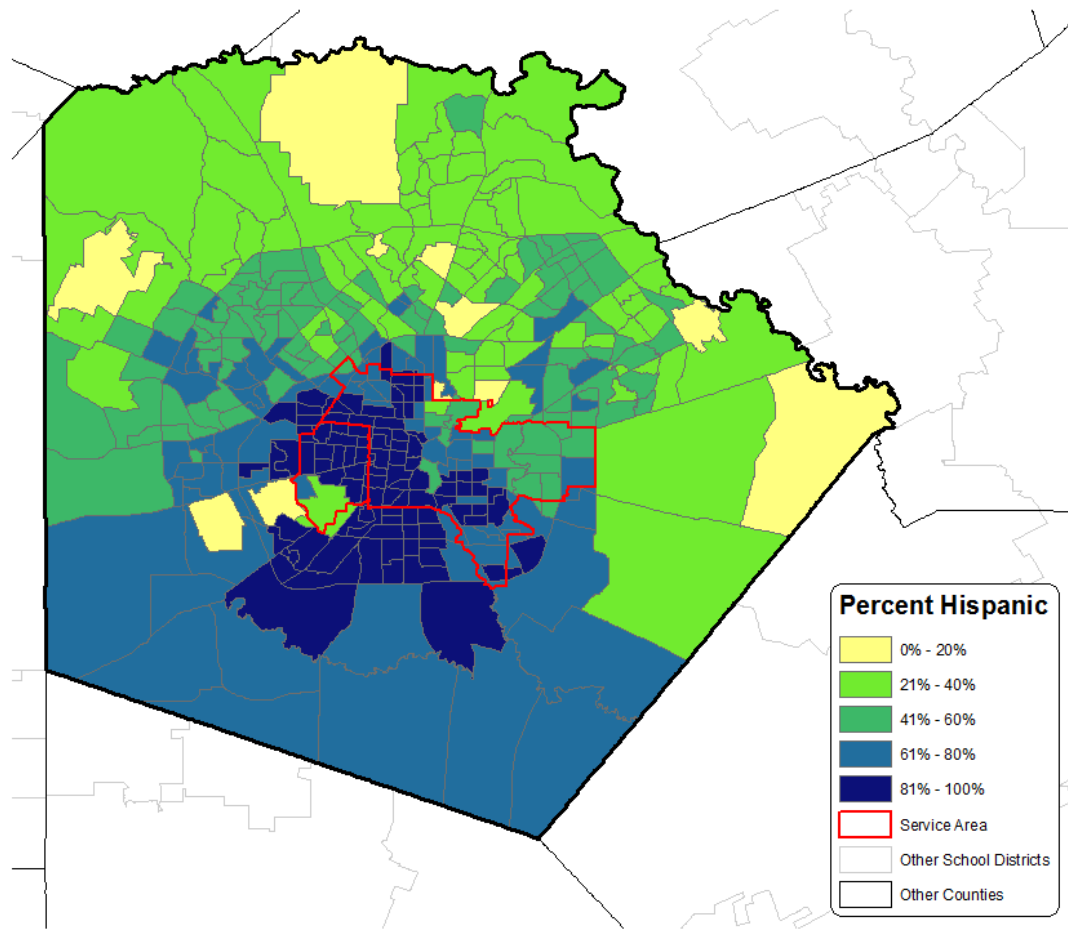 Percent Hispanic
0% - 20%
21% - 40%
41% - 60%
61% - 80%
81% - 100%
Service Area
Other School Districts
Other Counties